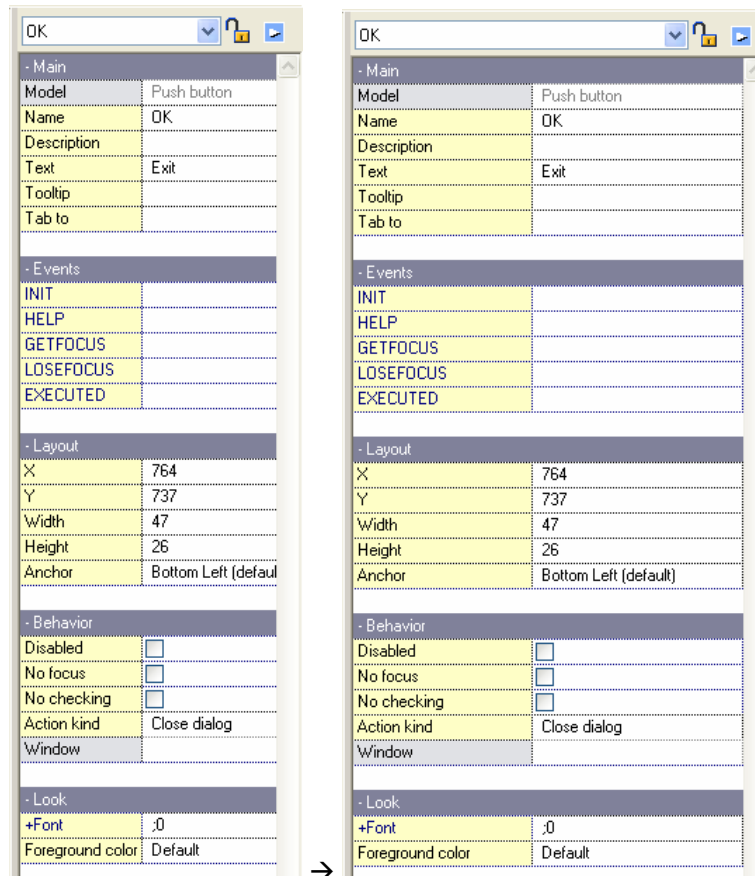 OK
- Main
Model Push button
Name OK
Description
Text Exit
Tooltip
Tab to
- Events
INIT
HELP
GETFOCUS
LOSEFOCUS
EXECUTED
- Layout
X 764
Y 737
Width 47
Height 26
Anchor Bottom Left (defaul
- Behavior
Disabled
No focus
No checking
Action kind Close dialog
Window
- Look
+Font ;0
Foreground color Default
→
OK
- Main
Model Push button
Name OK
Description
Text Exit
Tooltip
Tab to
- Events
INIT
HELP
GETFOCUS
LOSEFOCUS
EXECUTED
- Layout
X 764
Y 737
Width 47
Height 26
Anchor Bottom Left (default)
- Behavior
Disabled
No focus
No checking
Action kind Close dialog
Window
- Look
+Font ;0
Foreground color Default